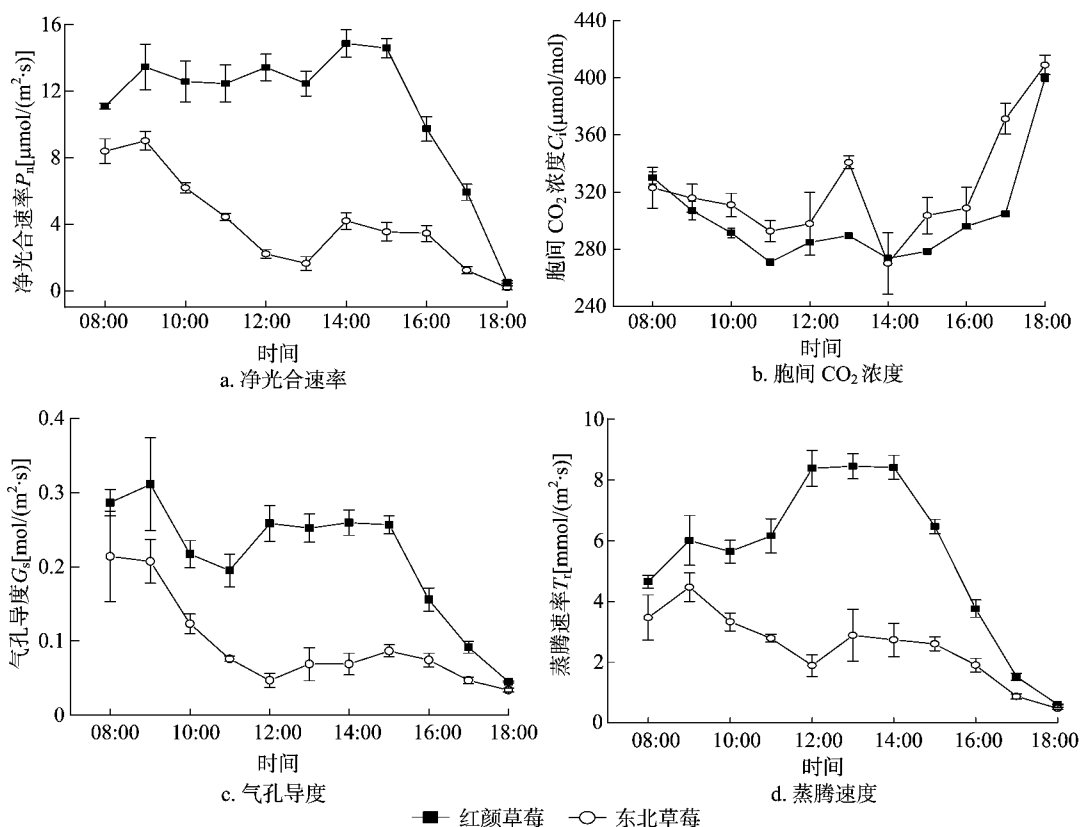 16
12
8
4
0
净光合速率Pn[μmol/(m²·s)]
08:00 10:00 12:00 14:00 16:00 18:00
时间
a. 净光合速率
440
400
360
320
280
240
胞间 CO₂ 浓度Ci(μmol/mol)
08:00 10:00 12:00 14:00 16:00 18:00
时间
b. 胞间 CO₂ 浓度
0.4
0.3
0.2
0.1
0
气孔导度Gs[mol/(m²·s)]
08:00 10:00 12:00 14:00 16:00 18:00
时间
c. 气孔导度
10
8
6
4
2
0
蒸腾速率Tr[mmol/(m²·s)]
08:00 10:00 12:00 14:00 16:00 18:00
时间
d. 蒸腾速度
红颜草莓 东北草莓